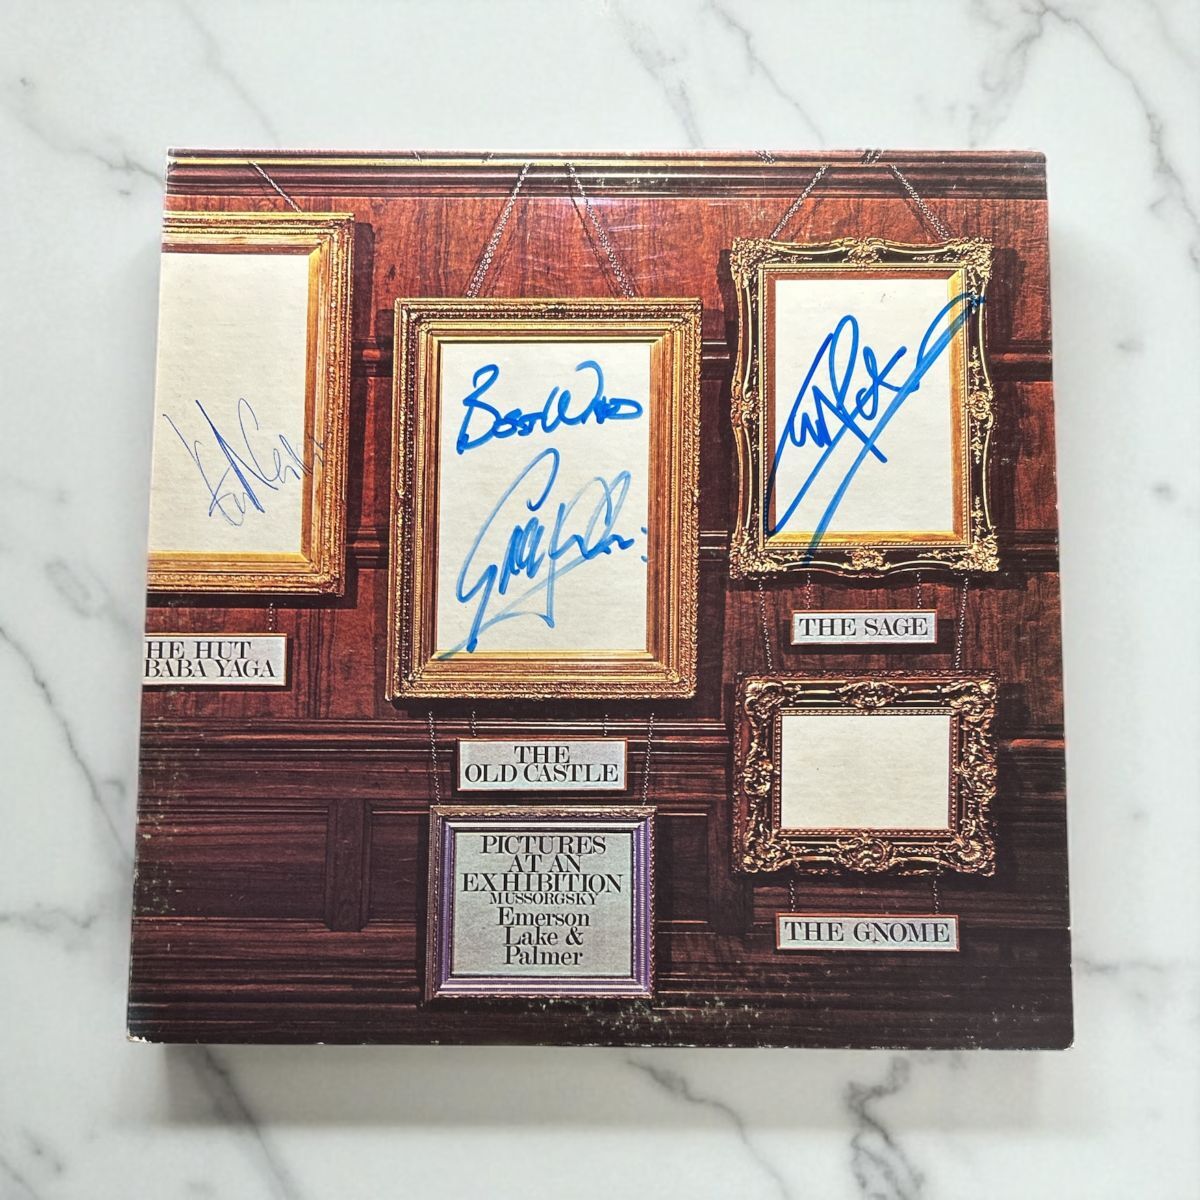 HE HUT
BABA YAGA
Best Wishes
THE
OLD CASTLE
PICTURES
AT AN
EXHIBITION
MUSSORGSKY
Emerson
Lake &
Palmer
THE SAGE
THE GNOME